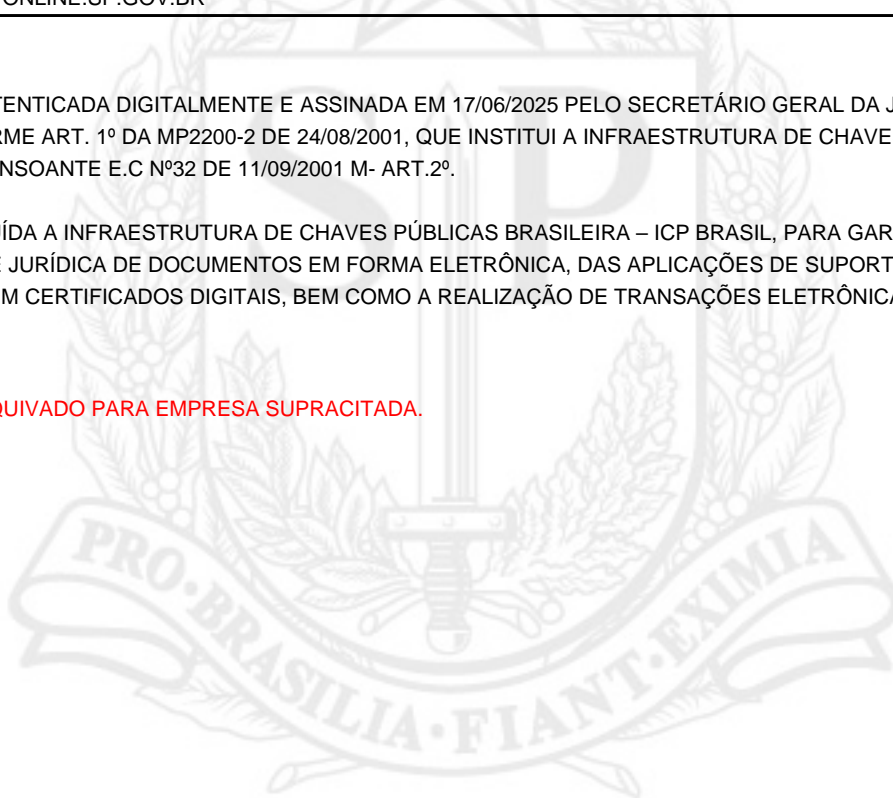 ONLINE.SP.GOV.BR
TENTICADA DIGITALMENTE E ASSINADA EM 17/06/2025 PELO SECRETÁRIO GERAL DA J
RME ART. 1º DA MP2200-2 DE 24/08/2001, QUE INSTITUI A INFRAESTRUTURA DE CHAVE
NSOANTE E.C Nº32 DE 11/09/2001 M- ART.2º.
UÍDA A INFRAESTRUTURA DE CHAVES PÚBLICAS BRASILEIRA – ICP BRASIL, PARA GAR
E JURÍDICA DE DOCUMENTOS EM FORMA ELETRÔNICA, DAS APLICAÇÕES DE SUPORT
M CERTIFICADOS DIGITAIS, BEM COMO A REALIZAÇÃO DE TRANSAÇÕES ELETRÔNICA
QUIVADO PARA EMPRESA SUPRACITADA.
SP
PRO·BRASILIA·FIANT·EXIMIA